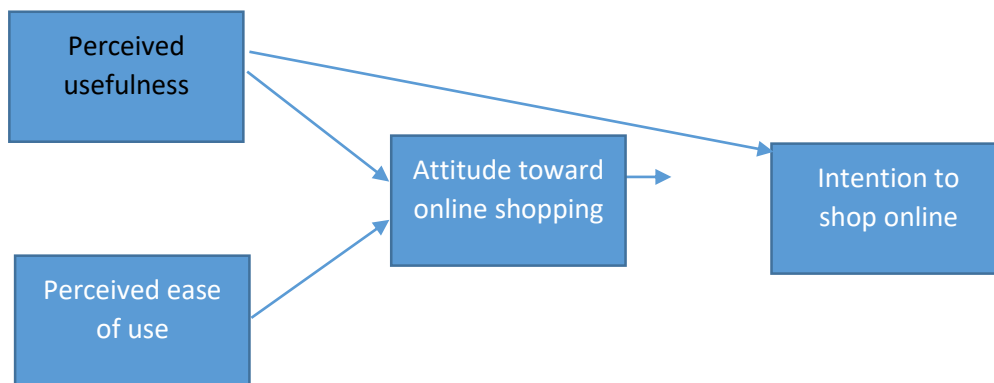 Perceived
usefulness
Attitude toward
online shopping
Intention to
shop online
Perceived ease
of use